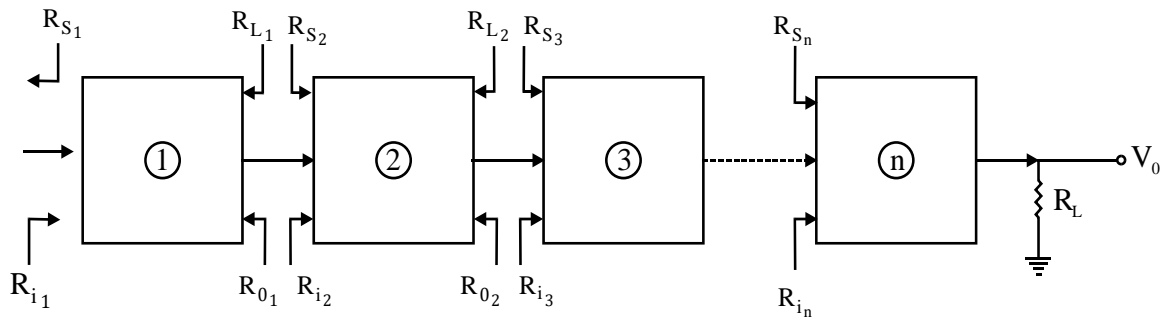 R_S1 R_L1 R_S2 R_L2 R_S3 R_Sn
1 2 3 n V_0
R_L
R_i1 R_01 R_i2 R_02 R_i3 R_in